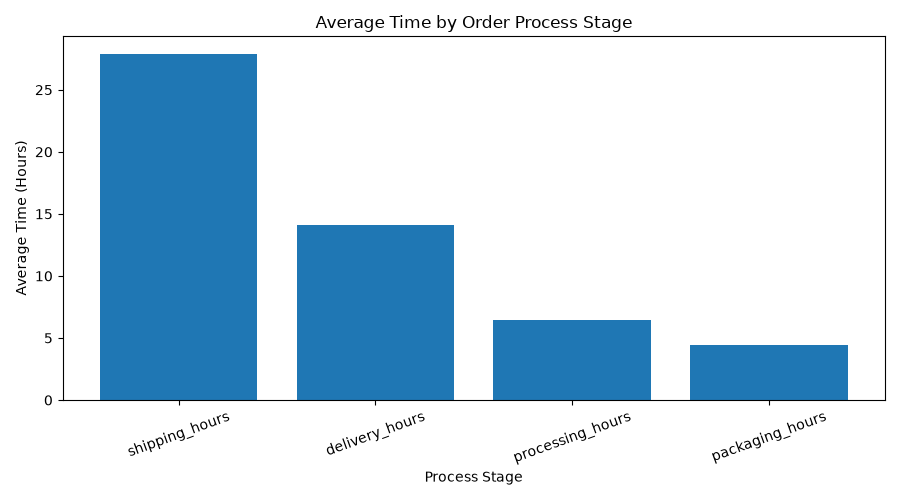 Average Time by Order Process Stage
Average Time (Hours)
25
20
15
10
5
0
shipping_hours
delivery_hours
processing_hours
packaging_hours
Process Stage